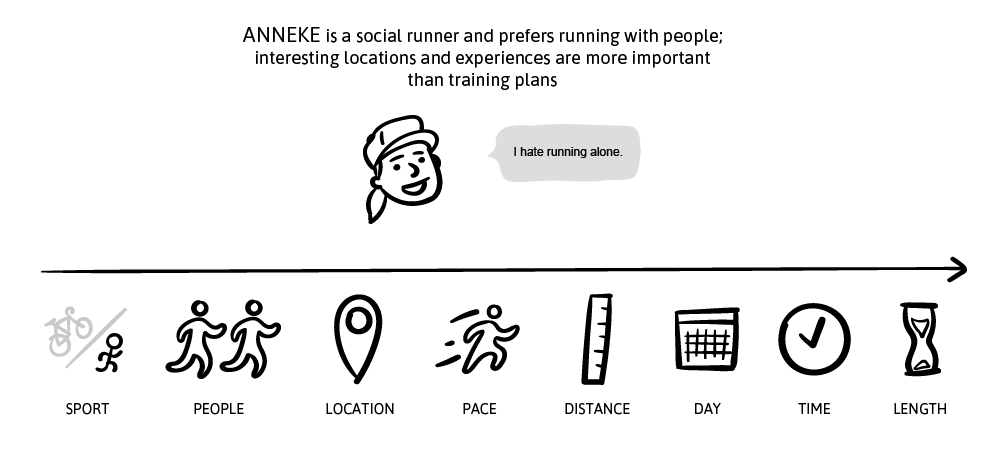 ANNEKE is a social runner and prefers running with people;
interesting locations and experiences are more important
than training plans
I hate running alone.
SPORT
PEOPLE
LOCATION
PACE
DISTANCE
DAY
TIME
LENGTH